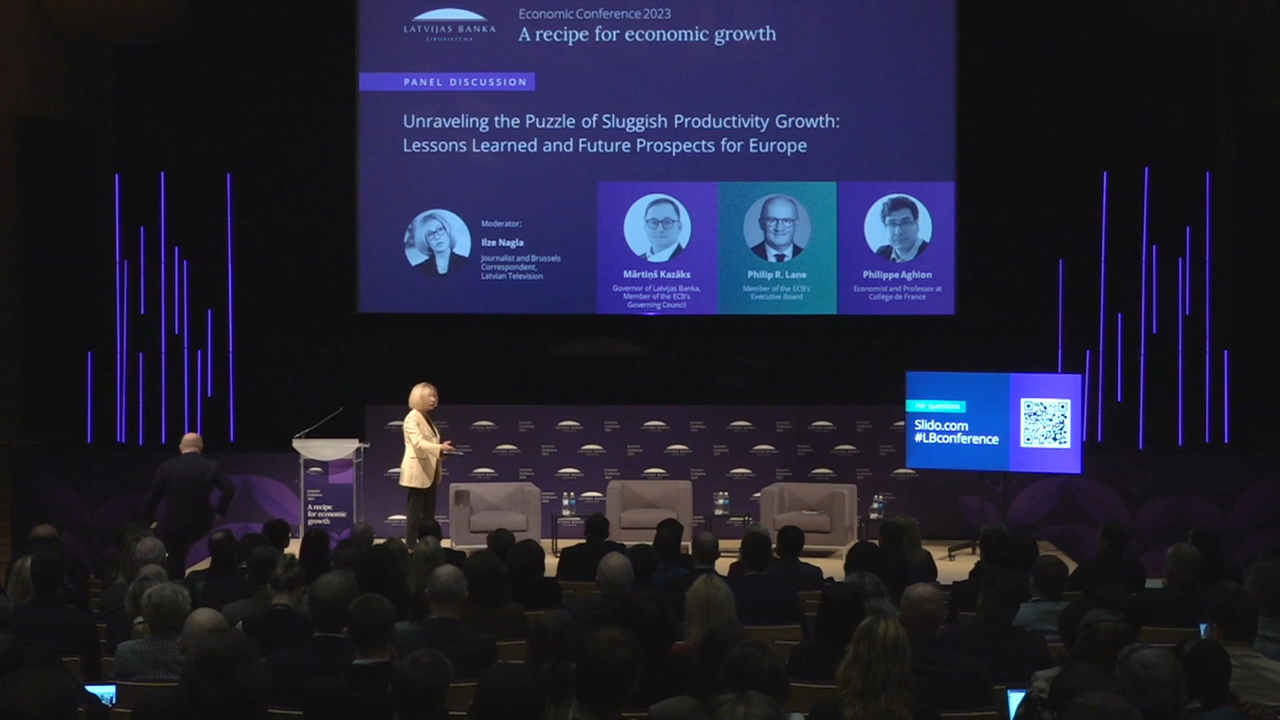 LATVIJAS BANKA
EIROSISTĒMA
Economic Conference 2023
A recipe for economic growth
PANEL DISCUSSION
Unraveling the Puzzle of Sluggish Productivity Growth:
Lessons Learned and Future Prospects for Europe
Moderator:
Ilze Nagla
Journalist and Brussels
Correspondent,
Latvian Television
Mārtiņš Kazāks
Governor of Latvijas Banka,
Member of the ECB's
Governing Council
Philip R. Lane
Member of the ECB's
Executive Board
Philippe Aghion
Economist and Professor at
Collège de France
For questions
Slido.com
#LBconference
A recipe
for economic
growth